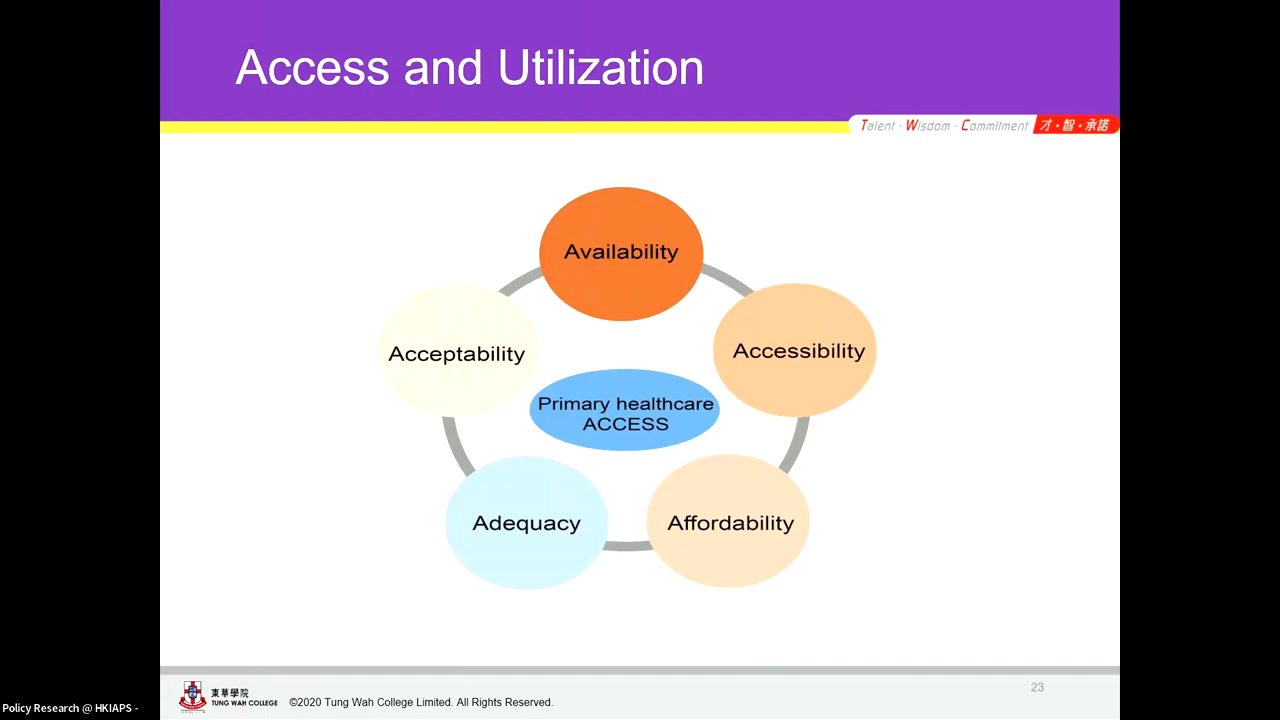 Access and Utilization
Talent · Wisdom · Commitment 才・智・承諾
Availability
Acceptability
Accessibility
Primary healthcare
ACCESS
Adequacy
Affordability
23
東華學院
TUNG WAH COLLEGE
©2020 Tung Wah College Limited. All Rights Reserved.
Policy Research @ HKIAPS -